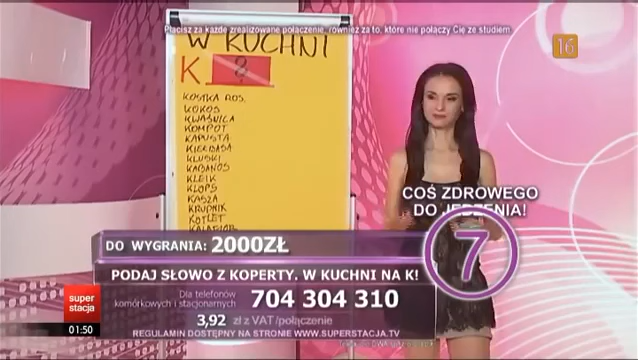 Płacisz za każde zrealizowane połączenie, również za to, które nie połączy Cię ze studiem.
16
W KUCHNI
K 8
KOSTKA ROS.
KOKOS
KWAŚNICA
KOMPOT
KAPUSTA
KIEŁBASA
KLUSKI
KABANOS
KLEIK
KLOPS
KASZA
KRUPNIK
KOTLET
COŚ ZDROWEGO
DO JEDZENIA!
7
DO WYGRANIA: 2000ZŁ
PODAJ SŁOWO Z KOPERTY. W KUCHNI NA K!
Dla telefonów
komórkowych i stacjonarnych
704 304 310
3,92 zł z VAT/połączenie
REGULAMIN DOSTĘPNY NA STRONIE WWW.SUPERSTACJA.TV
super
stacja
01:50